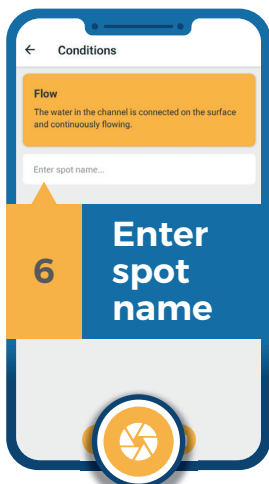 Conditions
Flow
The water in the channel is connected on the surface
and continuously flowing.
Enter spot name...
6
Enter
spot
name